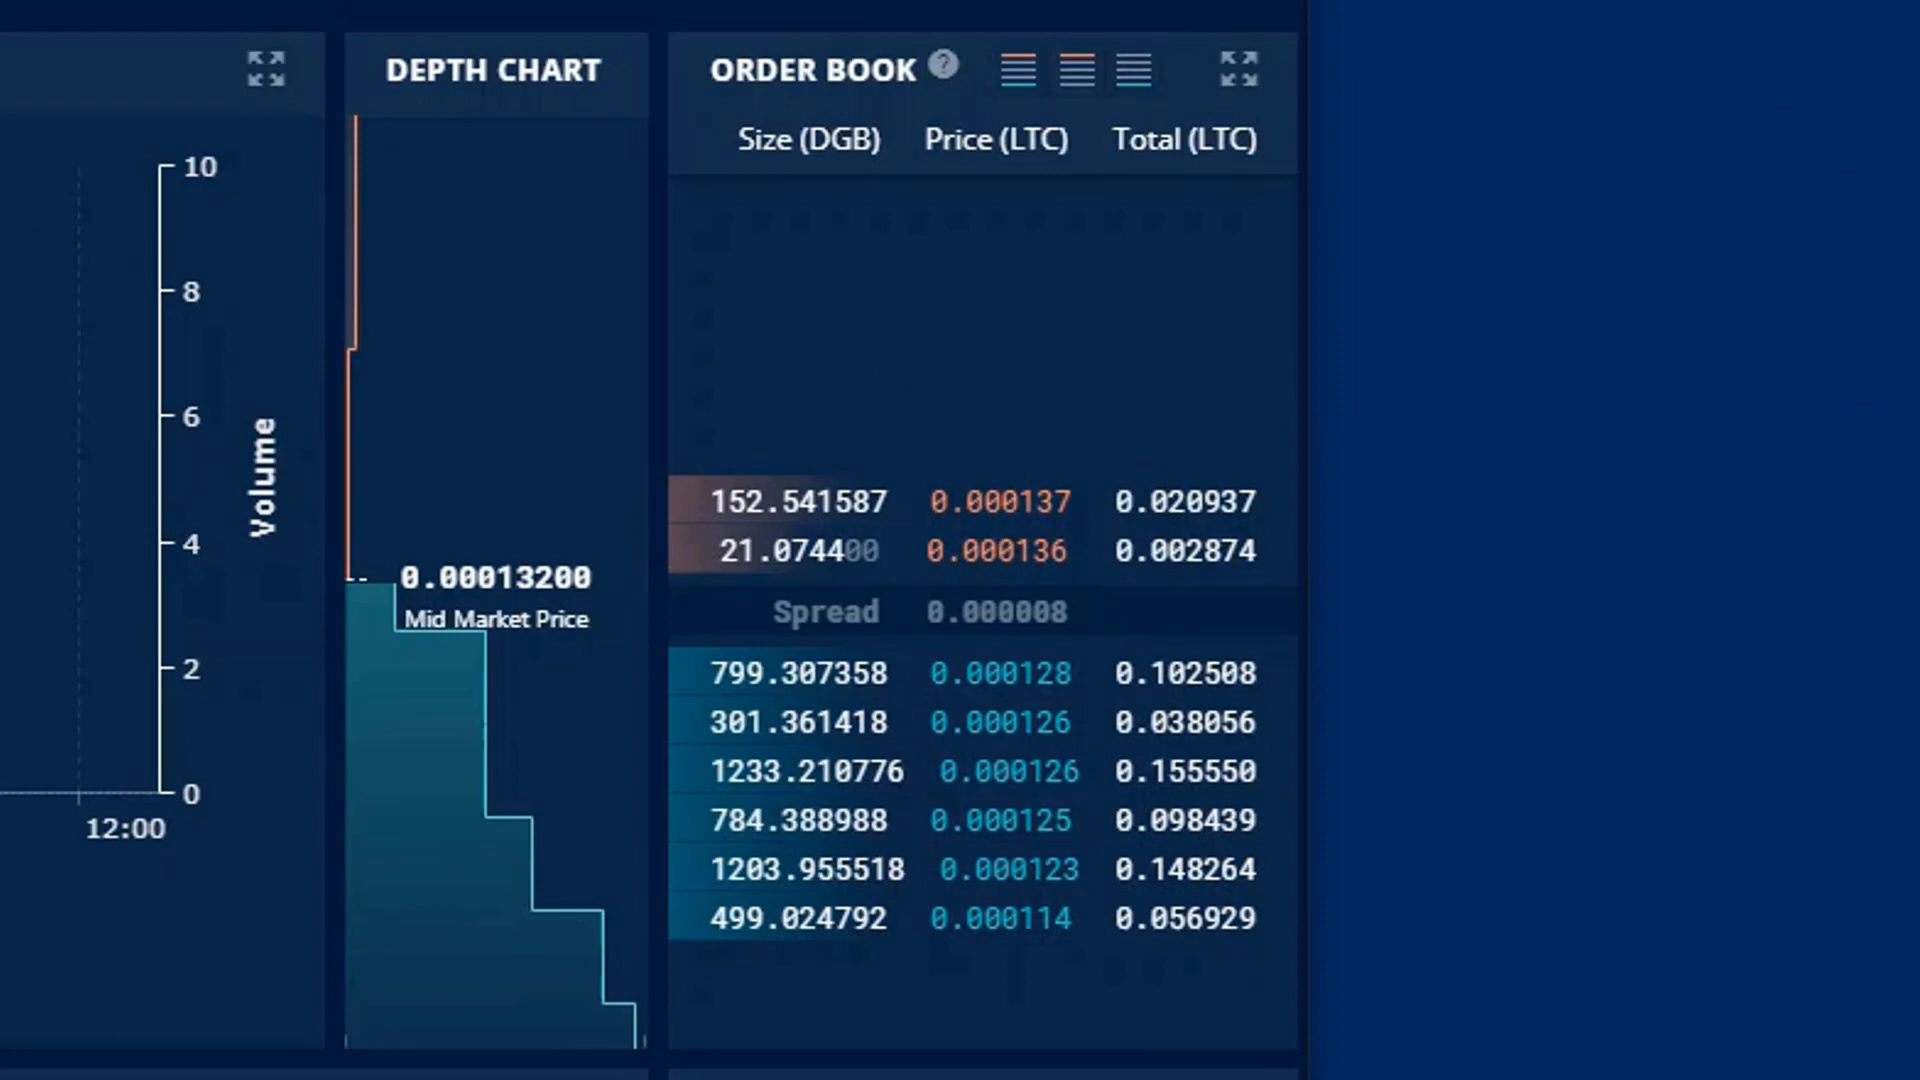 DEPTH CHART
ORDER BOOK ?
Size (DGB) Price (LTC) Total (LTC)
10
8
6
4
2
0
Volume
12:00
0.00013200
Mid Market Price
152.541587 0.000137 0.020937
21.074400 0.000136 0.002874
Spread 0.000008
799.307358 0.000128 0.102508
301.361418 0.000126 0.038056
1233.210776 0.000126 0.155550
784.388988 0.000125 0.098439
1203.955518 0.000123 0.148264
499.024792 0.000114 0.056929